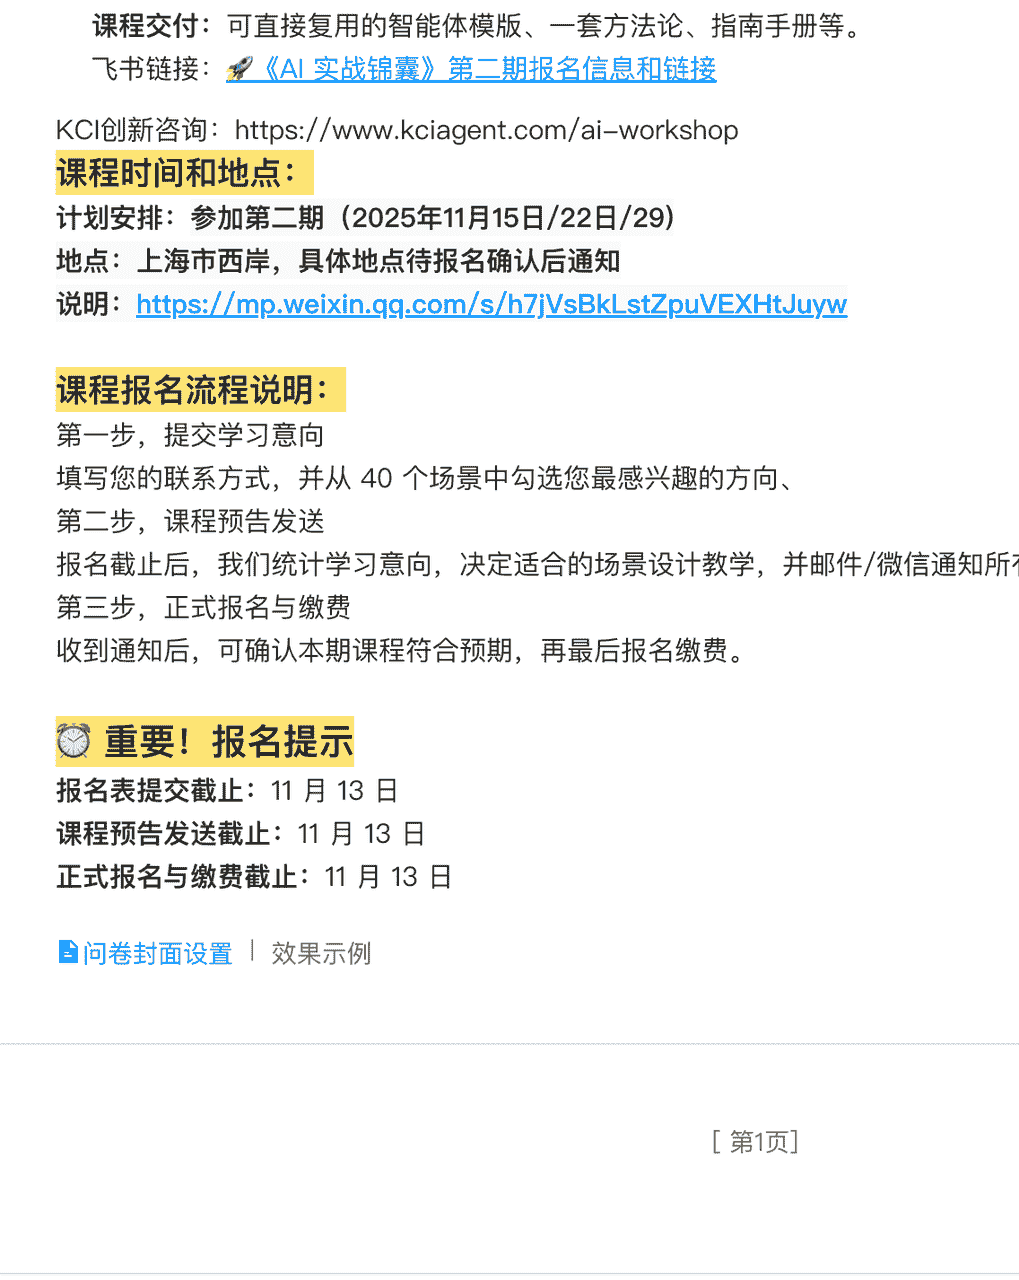 课程交付：可直接复用的智能体模版、一套方法论、指南手册等。
飞书链接：🚀《AI 实战锦囊》第二期报名信息和链接
KCI创新咨询：https://www.kciagent.com/ai-workshop
课程时间和地点：
计划安排：参加第二期（2025年11月15日/22日/29）
地点：上海市西岸，具体地点待报名确认后通知
说明：https://mp.weixin.qq.com/s/h7jVsBkLstZpuVEXHtJuyw
课程报名流程说明：
第一步，提交学习意向
填写您的联系方式，并从 40 个场景中勾选您最感兴趣的方向、
第二步，课程预告发送
报名截止后，我们统计学习意向，决定适合的场景设计教学，并邮件/微信通知所有
第三步，正式报名与缴费
收到通知后，可确认本期课程符合预期，再最后报名缴费。
⏰ 重要！报名提示
报名表提交截止：11 月 13 日
课程预告发送截止：11 月 13 日
正式报名与缴费截止：11 月 13 日
问卷封面设置 | 效果示例
[ 第1页]